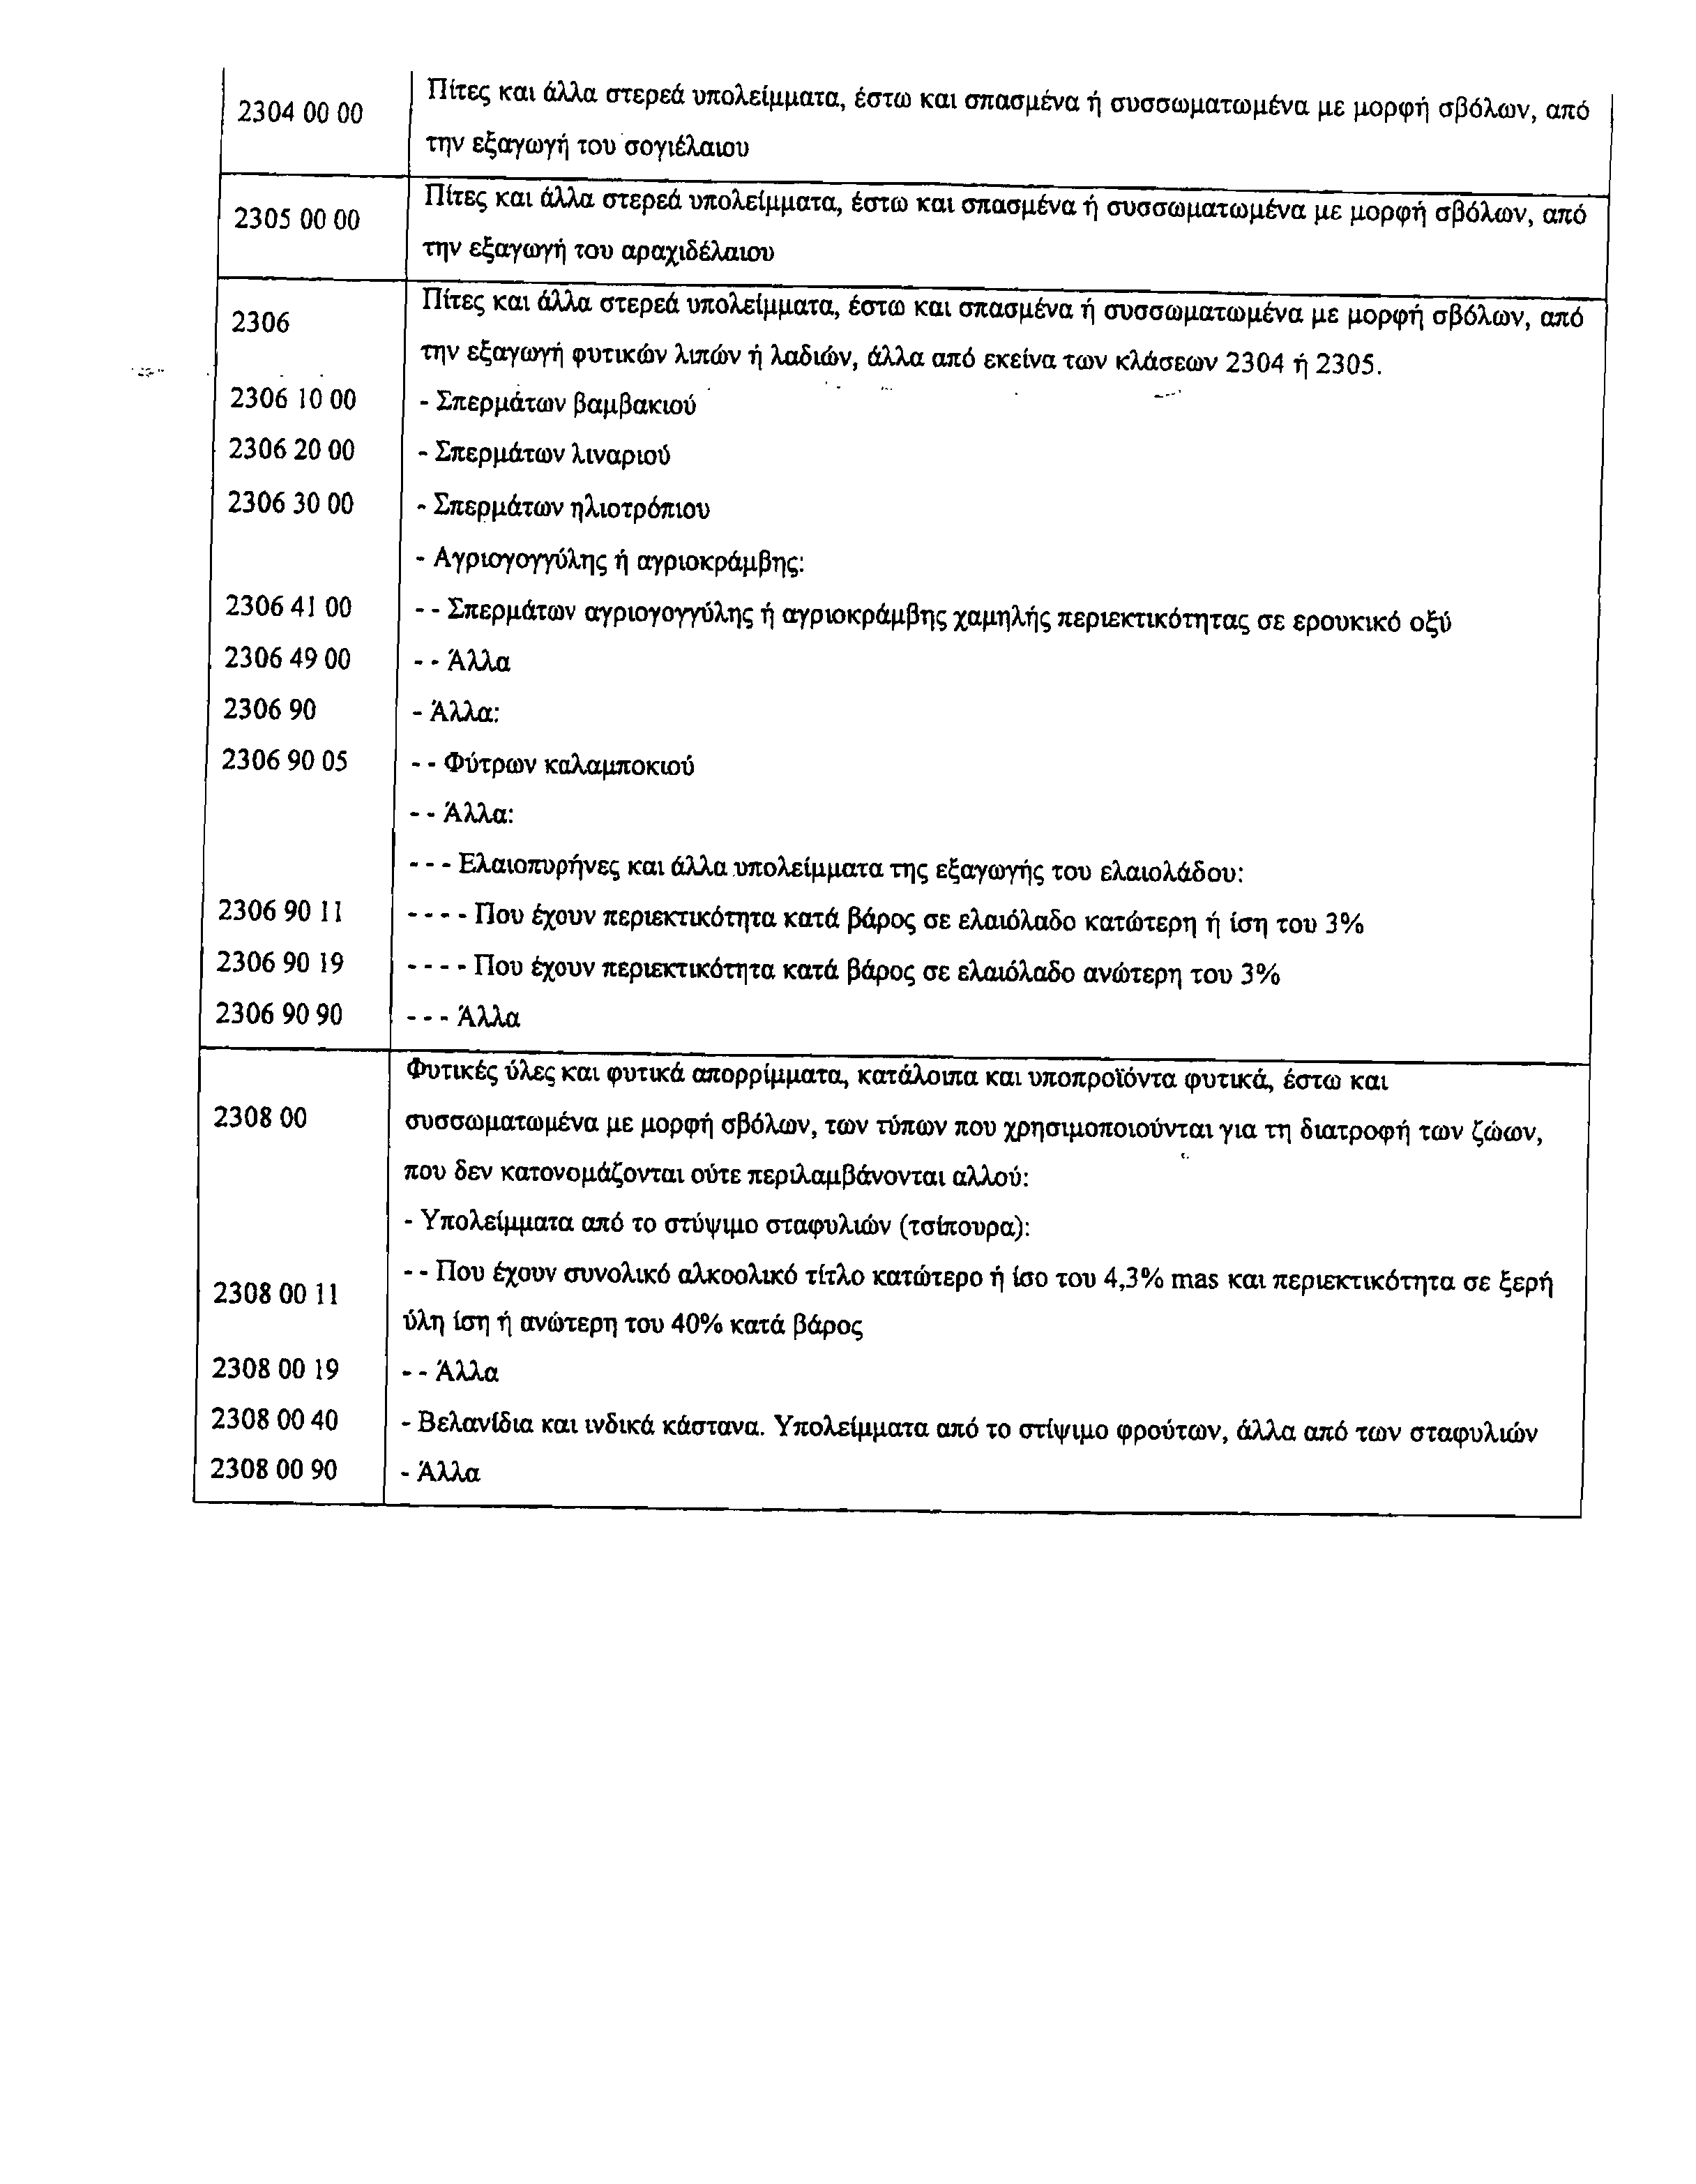 2304 00 00 Πίτες και άλλα στερεά υπολείμματα, έστω και σπασμένα ή συσσωματωμένα με μορφή σβόλων, από
την εξαγωγή του σογιέλαιου
2305 00 00 Πίτες και άλλα στερεά υπολείμματα, έστω και σπασμένα ή συσσωματωμένα με μορφή σβόλων, από
την εξαγωγή του αραχιδέλαιου
2306 Πίτες και άλλα στερεά υπολείμματα, έστω και σπασμένα ή συσσωματωμένα με μορφή σβόλων, από
την εξαγωγή φυτικών λιπών ή λαδιών, άλλα από εκείνα των κλάσεων 2304 ή 2305.
2306 10 00 - Σπερμάτων βαμβακιού
2306 20 00 - Σπερμάτων λιναριού
2306 30 00 - Σπερμάτων ηλιοτρόπιου
- Αγριογογγύλης ή αγριοκράμβης:
2306 41 00 - - Σπερμάτων αγριογογγύλης ή αγριοκράμβης χαμηλής περιεκτικότητας σε ερουκικό οξύ
2306 49 00 - - Άλλα
2306 90 - Άλλα:
2306 90 05 - - Φύτρων καλαμποκιού
- - Άλλα:
- - - Ελαιοπυρήνες και άλλα υπολείμματα της εξαγωγής του ελαιολάδου:
2306 90 11 - - - - Που έχουν περιεκτικότητα κατά βάρος σε ελαιόλαδο κατώτερη ή ίση του 3%
2306 90 19 - - - - Που έχουν περιεκτικότητα κατά βάρος σε ελαιόλαδο ανώτερη του 3%
2306 90 90 - - - Άλλα
Φυτικές ύλες και φυτικά απορρίμματα, κατάλοιπα και υποπροϊόντα φυτικά, έστω και
2308 00 συσσωματωμένα με μορφή σβόλων, των τύπων που χρησιμοποιούνται για τη διατροφή των ζώων,
που δεν κατονομάζονται ούτε περιλαμβάνονται αλλού:
- Υπολείμματα από το στύψιμο σταφυλιών (τσίπουρα):
2308 00 11 - - Που έχουν συνολικό αλκοολικό τίτλο κατώτερο ή ίσο του 4,3% mas και περιεκτικότητα σε ξερή
ύλη ίση ή ανώτερη του 40% κατά βάρος
2308 00 19 - - Άλλα
2308 00 40 - Βελανίδια και ινδικά κάστανα. Υπολείμματα από το στίψιμο φρούτων, άλλα από των σταφυλιών
2308 00 90 - Άλλα